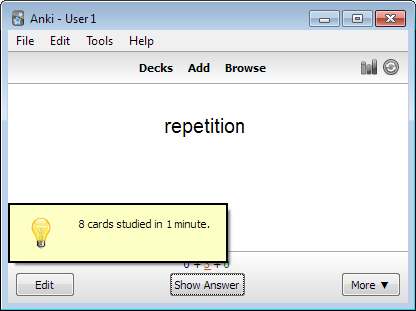 Anki - User 1
File Edit Tools Help
Decks Add Browse
repetition
8 cards studied in 1 minute.
0 + 3 + 0
Edit Show Answer More ▼